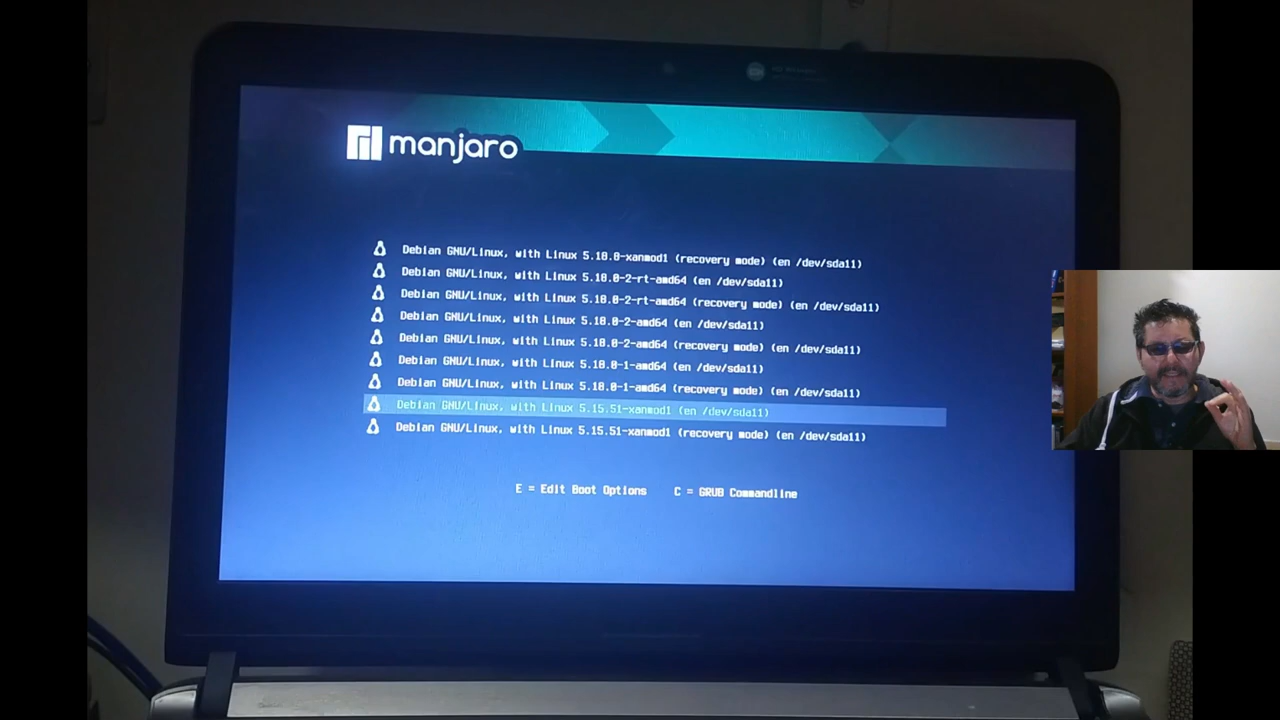 manjaro
Debian GNU/Linux, with Linux 5.18.0-xanmod1 (recovery mode) (en /dev/sda11)
Debian GNU/Linux, with Linux 5.18.0-2-rt-amd64 (en /dev/sda11)
Debian GNU/Linux, with Linux 5.18.0-2-rt-amd64 (recovery mode) (en /dev/sda11)
Debian GNU/Linux, with Linux 5.18.0-2-amd64 (en /dev/sda11)
Debian GNU/Linux, with Linux 5.18.0-2-amd64 (recovery mode) (en /dev/sda11)
Debian GNU/Linux, with Linux 5.18.0-1-amd64 (en /dev/sda11)
Debian GNU/Linux, with Linux 5.18.0-1-amd64 (recovery mode) (en /dev/sda11)
Debian GNU/Linux, with Linux 5.15.51-xanmod1 (en /dev/sda11)
Debian GNU/Linux, with Linux 5.15.51-xanmod1 (recovery mode) (en /dev/sda11)
E = Edit Boot Options C = GRUB Commandline